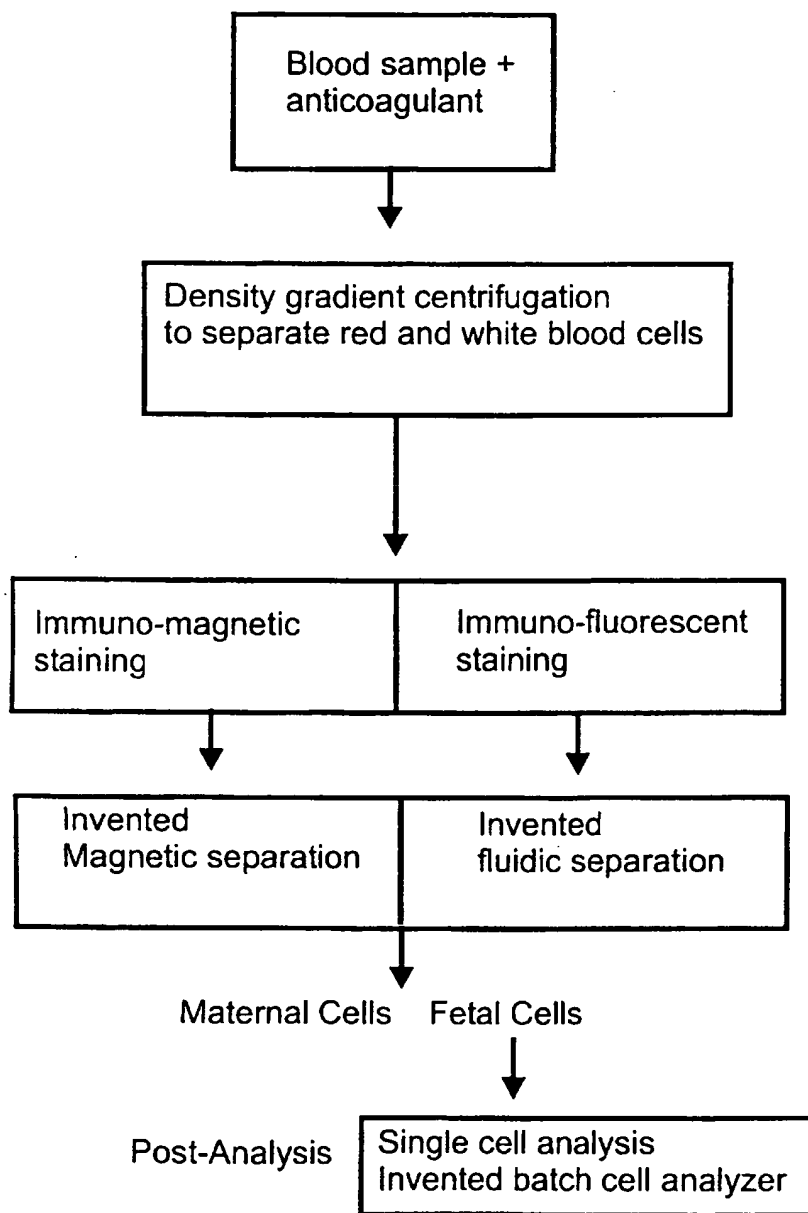 Blood sample +
anticoagulant
Density gradient centrifugation
to separate red and white blood cells
Immuno-magnetic
staining
Immuno-fluorescent
staining
Invented
Magnetic separation
Invented
fluidic separation
Maternal Cells Fetal Cells
Post-Analysis
Single cell analysis
Invented batch cell analyzer